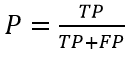 P = TP / TP+FP